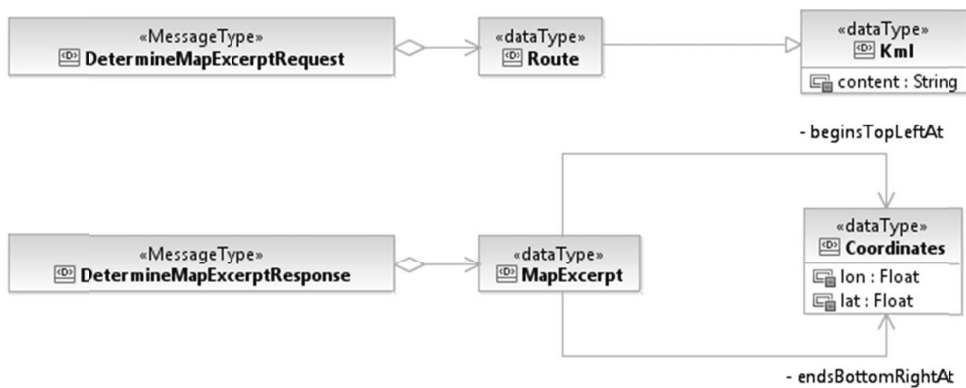 «MessageType»
DetermineMapExcerptRequest
«dataType»
Route
«dataType»
Kml
content : String
- beginsTopLeftAt
«MessageType»
DetermineMapExcerptResponse
«dataType»
MapExcerpt
«dataType»
Coordinates
lon : Float
lat : Float
- endsBottomRightAt